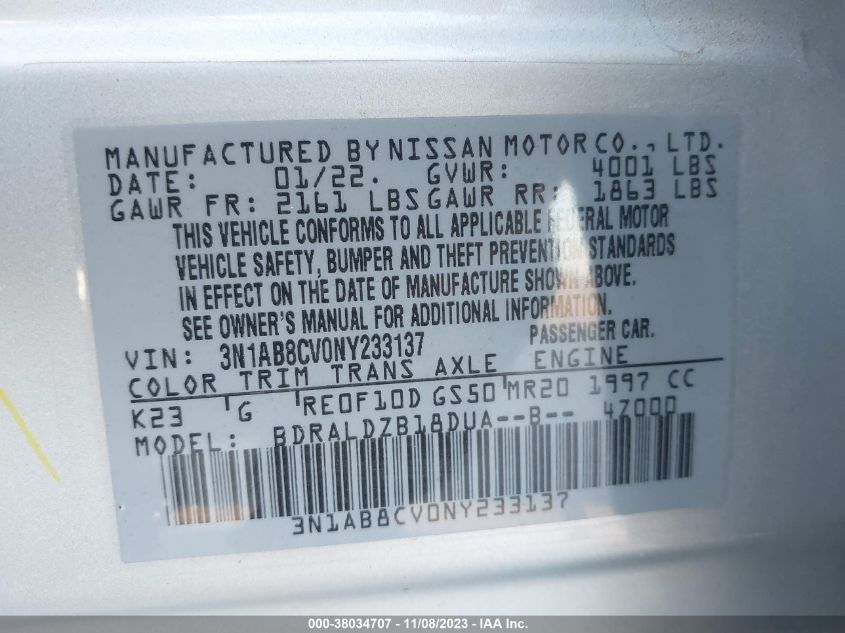 MANUFACTURED BY NISSAN MOTOR CO., LTD.
DATE: 01/22. GVWR: 4001 LBS
GAWR FR: 2161 LBS GAWR RR: 1863 LBS
THIS VEHICLE CONFORMS TO ALL APPLICABLE FEDERAL MOTOR
VEHICLE SAFETY, BUMPER AND THEFT PREVENTION STANDARDS
IN EFFECT ON THE DATE OF MANUFACTURE SHOWN ABOVE.
SEE OWNER'S MANUAL FOR ADDITIONAL INFORMATION.
PASSENGER CAR.
VIN: 3N1AB8CV0NY233137
COLOR TRIM TRANS AXLE ENGINE
K23 G RE0F10D GS50 MR20 1997 CC
MODEL: BDRALDZB18DUA--B-- 4Z000
3N1AB8CV0NY233137
000-38034707 - 11/08/2023 - IAA Inc.